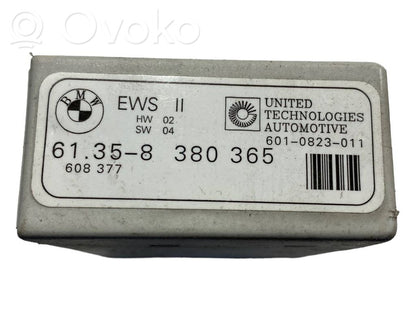 Ovoko
BMW
EWS II
HW 02
SW 04
UNITED
TECHNOLOGIES
AUTOMOTIVE
601-0823-011
61.35-8 380 365
608 377